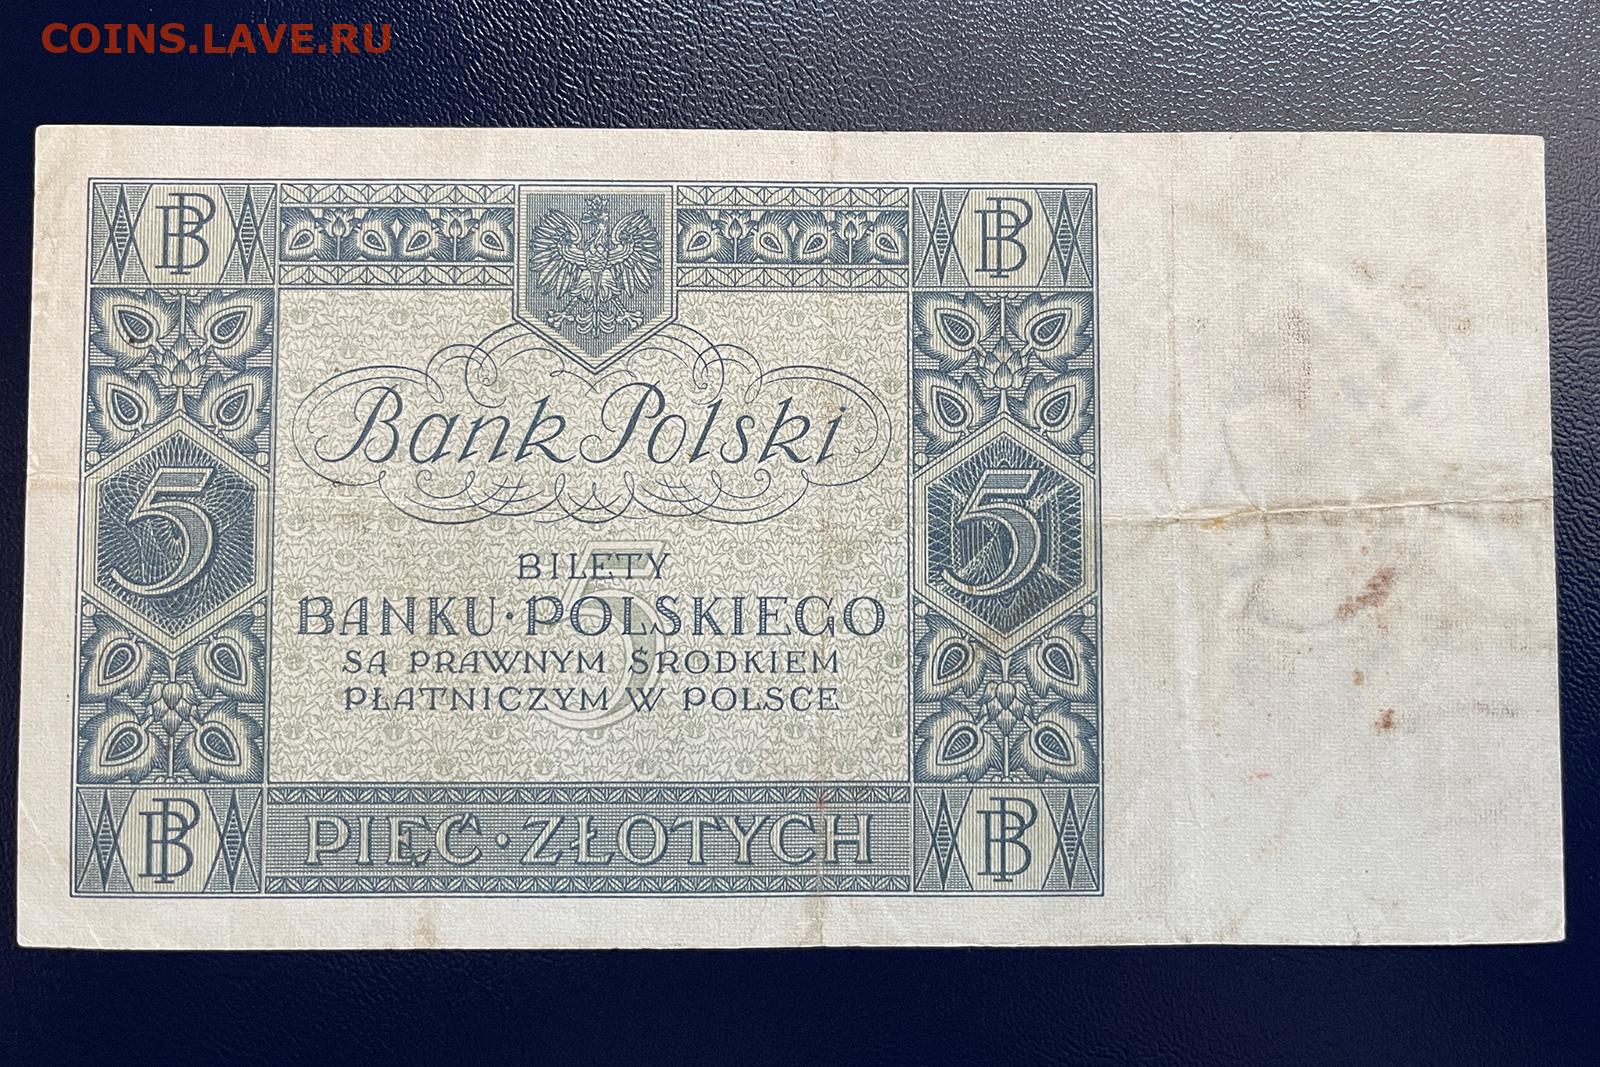 COINS.LAVE.RU
BP BP
Bank Polski
5 5
BILETY
5
BANKU·POLSKIEGO
SĄ PRAWNYM ŚRODKIEM
PŁATNICZYM W POLSCE
BP PIĘĆ·ZŁOTYCH BP